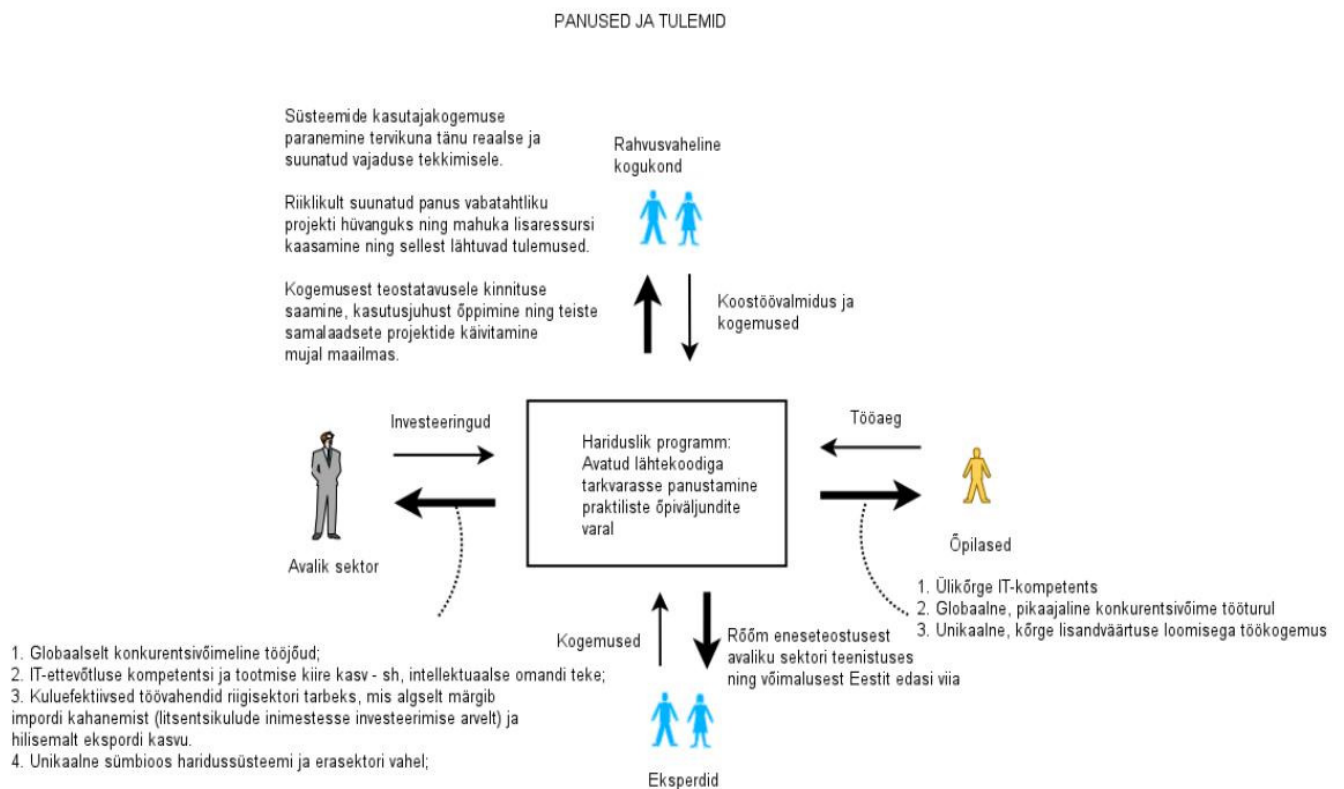 PANUSED JA TULEMID
Süsteemide kasutajakogemuse
paranemine tervikuna tänu reaalse ja
suunatud vajaduse tekkimisele.
Riiklikult suunatud panus vabatahtliku
projekti hüvanguks ning mahuka lisaressursi
kaasamine ning sellest lähtuvad tulemused.
Kogemusest teostatavusele kinnituse
saamine, kasutusjuhust õppimine ning teiste
samalaadsete projektide käivitamine
mujal maailmas.
Rahvusvaheline
kogukond
Koostöövalmidus ja
kogemused
Investeeringud
Avalik sektor
Hariduslik programm:
Avatud lähtekoodiga
tarkvarasse panustamine
praktiliste õpiväljundite
varal
Tööaeg
Õpilased
1. Ülikõrge IT-kompetents
2. Globaalne, pikaajaline konkurentsivõime tööturul
3. Unikaalne, kõrge lisandväärtuse loomisega töökogemus
Kogemused
Rõõm eneseteostusest
avaliku sektori teenistuses
ning võimalusest Eestit edasi viia
Eksperdid
1. Globaalselt konkurentsivõimeline tööjõud;
2. IT-ettevõtluse kompetentsi ja tootmise kiire kasv - sh, intellektuaalse omandi teke;
3. Kuluefektiivsed töövahendid riigisektori tarbeks, mis algselt märgib
impordi kahanemist (litsentsikulude inimestesse investeerimise arvelt) ja
hilisemalt ekspordi kasvu.
4. Unikaalne sümbioos haridussüsteemi ja erasektori vahel;